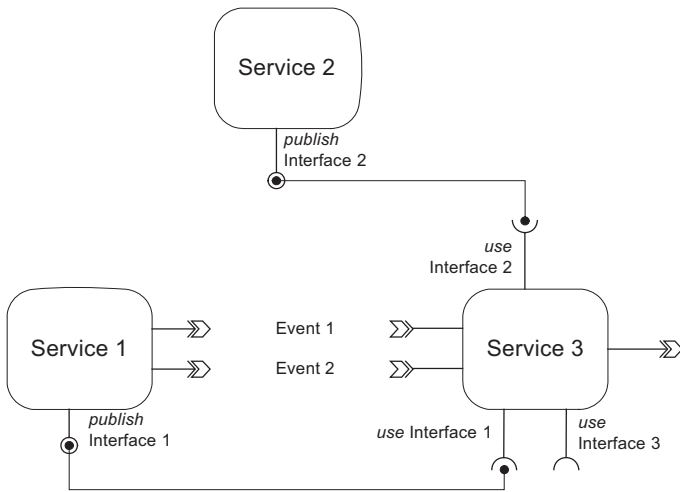 Service 2
publish
Interface 2
use
Interface 2
Service 1
Event 1
Event 2
Service 3
publish
Interface 1
use Interface 1
use
Interface 3